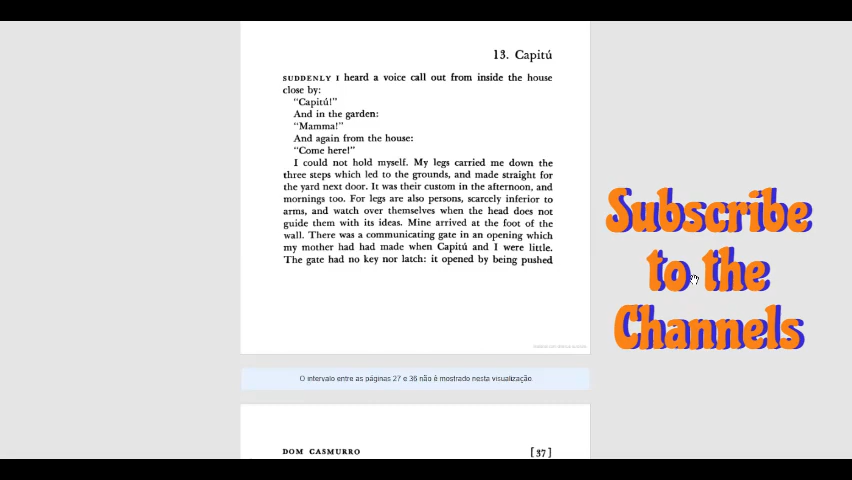 13. Capitú
SUDDENLY I heard a voice call out from inside the house
close by:
"Capitú!"
And in the garden:
"Mamma!"
And again from the house:
"Come here!"
I could not hold myself. My legs carried me down the
three steps which led to the grounds, and made straight for
the yard next door. It was their custom in the afternoon, and
mornings too. For legs are also persons, scarcely inferior to
arms, and watch over themselves when the head does not
guide them with its ideas. Mine arrived at the foot of the
wall. There was a communicating gate in an opening which
my mother had had made when Capitú and I were little.
The gate had no key nor latch: it opened by being pushed
O intervalo entre as páginas 27 e 36 não è mostrado nesta visualização.
DOM CASMURRO
[37]
Subscribe
to the
Channels